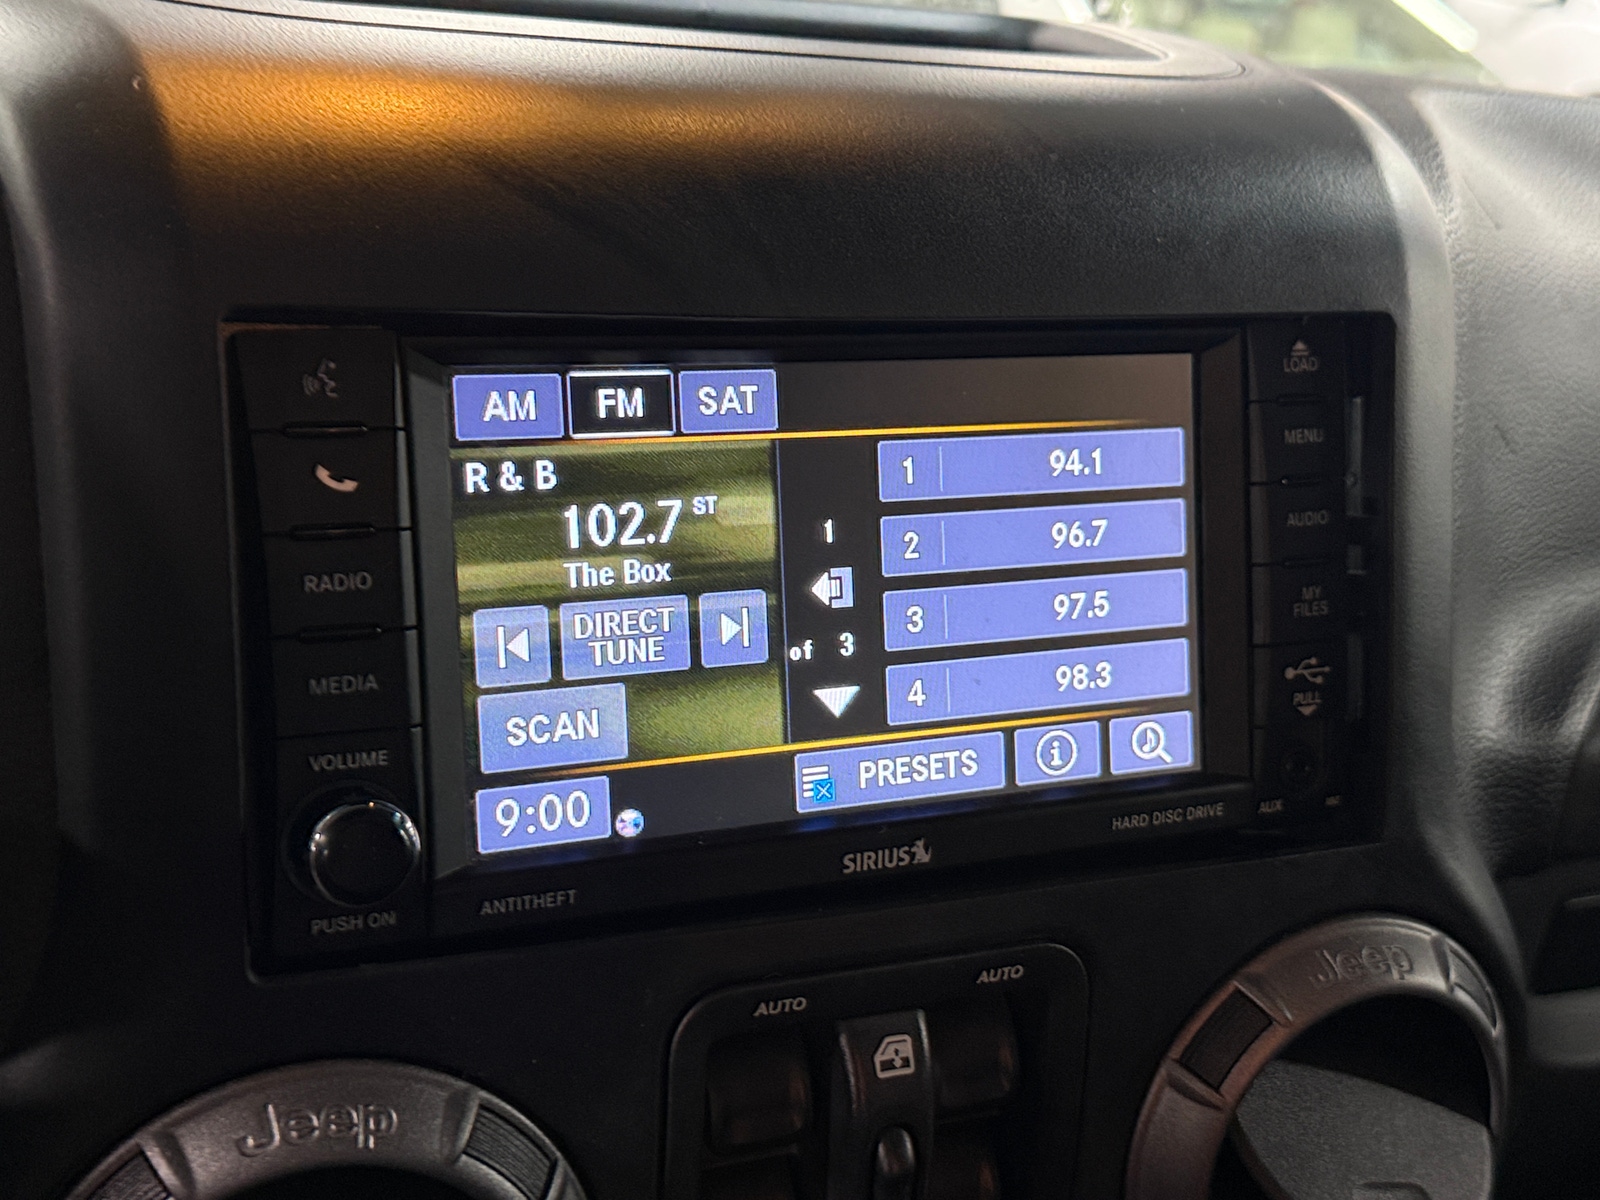 AM FM SAT
R & B
102.7 ST
The Box
DIRECT
TUNE
SCAN
9:00
1
of 3
1 94.1
2 96.7
3 97.5
4 98.3
PRESETS
i
RADIO
MEDIA
VOLUME
PUSH ON
ANTITHEFT
SIRIUS
HARD DISC DRIVE
LOAD
MENU
AUDIO
MY
FILES
PULL
AUX
AUTO
AUTO
Jeep
Jeep